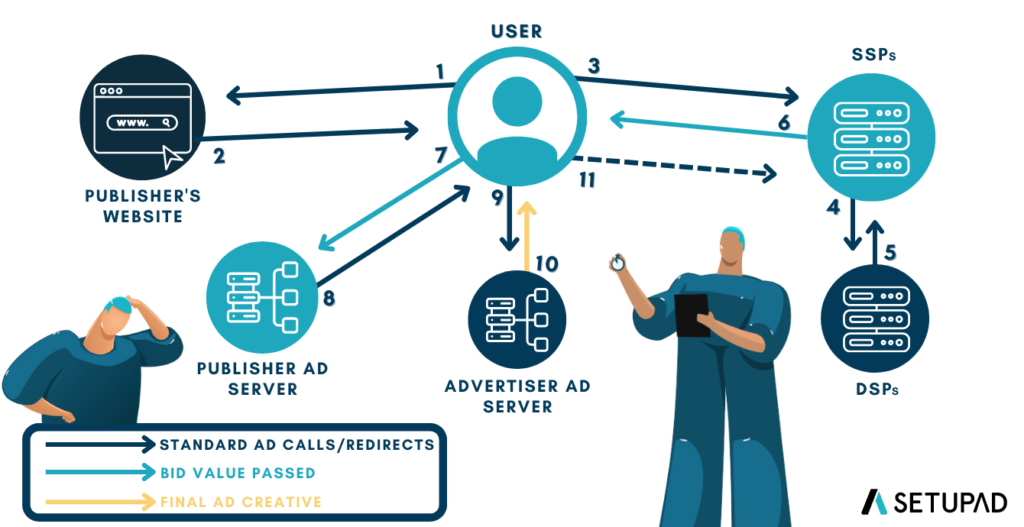 USER
SSPs
1
3
WWW.
2
6
7
11
PUBLISHER'S
WEBSITE
9
4
5
10
8
PUBLISHER AD
SERVER
ADVERTISER AD
SERVER
DSPs
STANDARD AD CALLS/REDIRECTS
BID VALUE PASSED
FINAL AD CREATIVE
SETUPAD